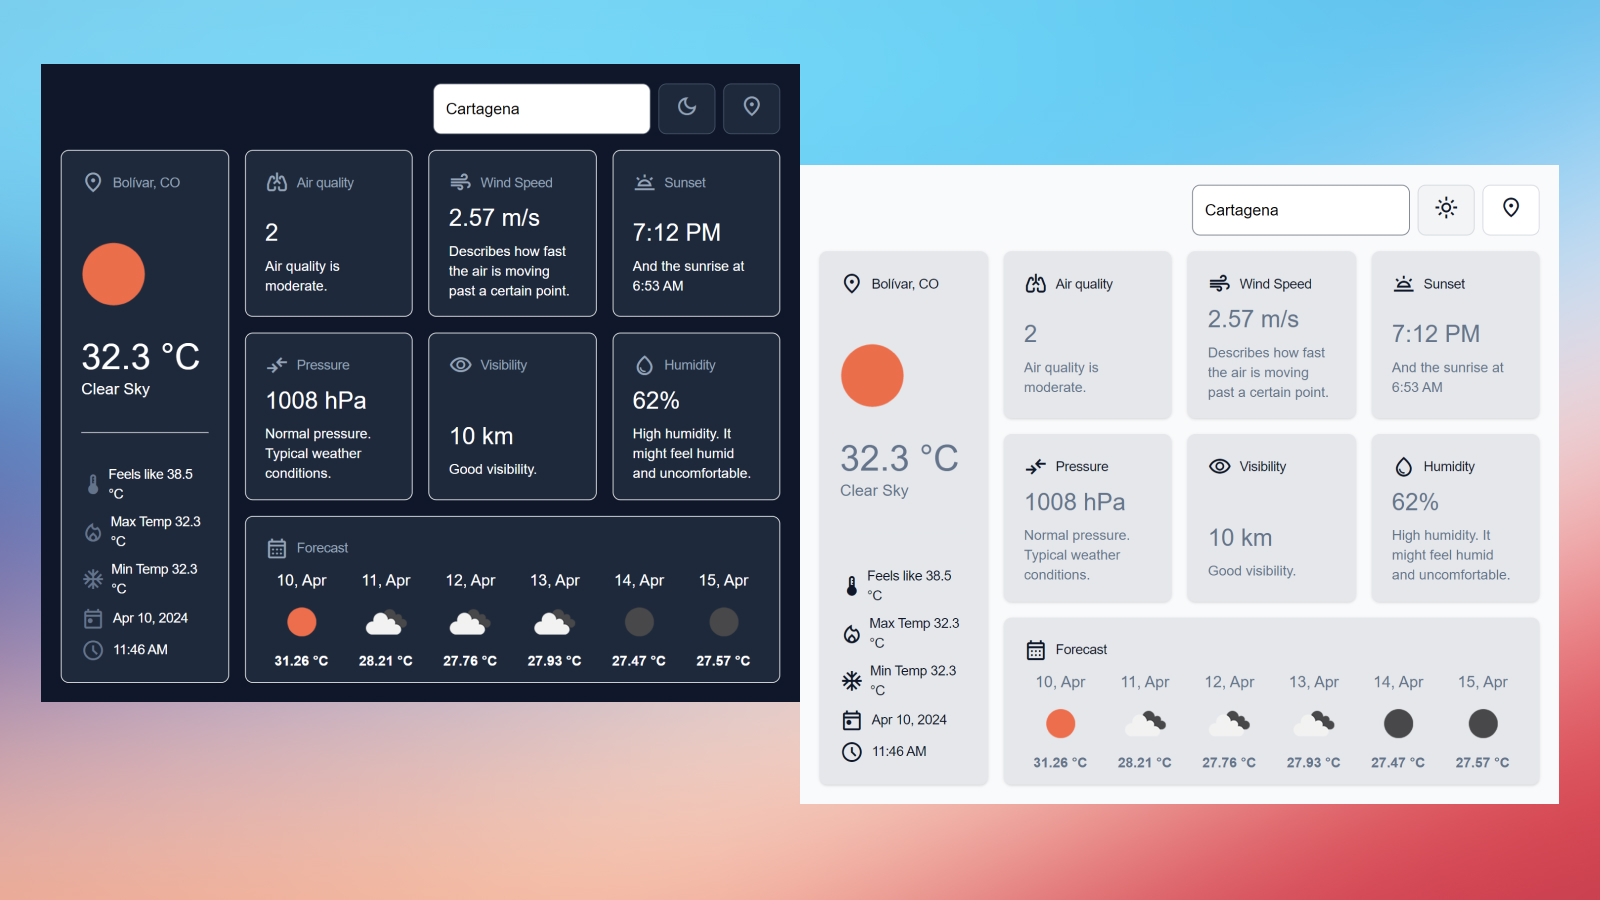 Cartagena
Bolívar, CO
32.3 °C
Clear Sky
Feels like 38.5
°C
Max Temp 32.3
°C
Min Temp 32.3
°C
Apr 10, 2024
11:46 AM
Air quality
2
Air quality is
moderate.
Wind Speed
2.57 m/s
Describes how fast
the air is moving
past a certain point.
Sunset
7:12 PM
And the sunrise at
6:53 AM
Pressure
1008 hPa
Normal pressure.
Typical weather
conditions.
Visibility
10 km
Good visibility.
Humidity
62%
High humidity. It
might feel humid
and uncomfortable.
Forecast
10, Apr 11, Apr 12, Apr 13, Apr 14, Apr 15, Apr
31.26 °C 28.21 °C 27.76 °C 27.93 °C 27.47 °C 27.57 °C
Cartagena
Bolívar, CO
32.3 °C
Clear Sky
Feels like 38.5
°C
Max Temp 32.3
°C
Min Temp 32.3
°C
Apr 10, 2024
11:46 AM
Air quality
2
Air quality is
moderate.
Wind Speed
2.57 m/s
Describes how fast
the air is moving
past a certain point.
Sunset
7:12 PM
And the sunrise at
6:53 AM
Pressure
1008 hPa
Normal pressure.
Typical weather
conditions.
Visibility
10 km
Good visibility.
Humidity
62%
High humidity. It
might feel humid
and uncomfortable.
Forecast
10, Apr 11, Apr 12, Apr 13, Apr 14, Apr 15, Apr
31.26 °C 28.21 °C 27.76 °C 27.93 °C 27.47 °C 27.57 °C